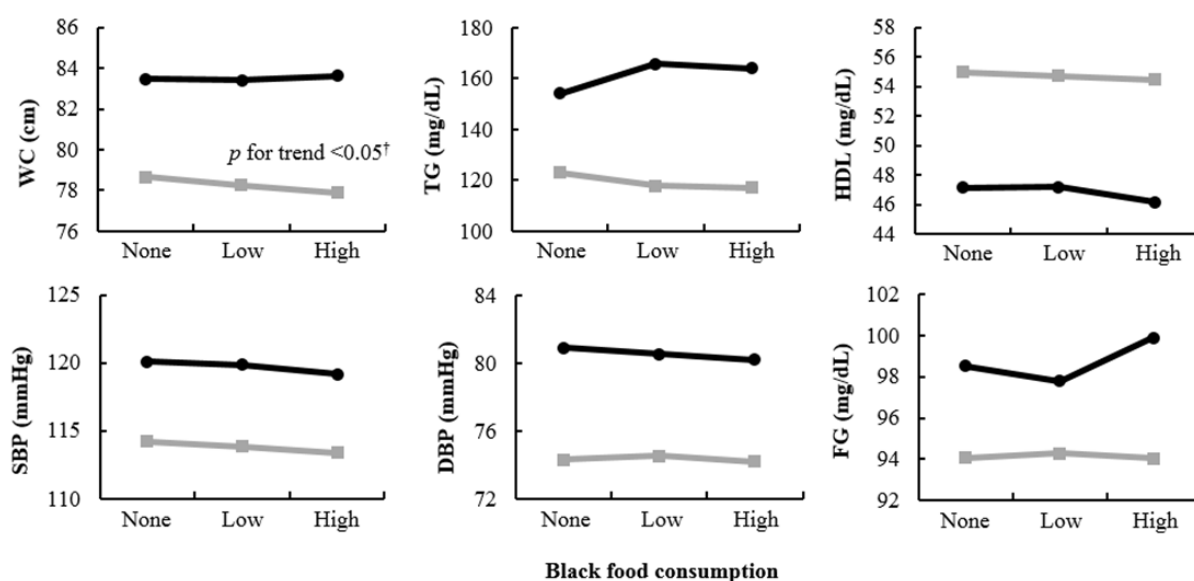 WC (cm)
86
84
82
80
78
76
p for trend <0.05†
None Low High
TG (mg/dL)
180
160
140
120
100
None Low High
HDL (mg/dL)
58
56
54
52
50
48
46
44
None Low High
SBP (mmHg)
125
120
115
110
None Low High
DBP (mmHg)
84
80
76
72
None Low High
FG (mg/dL)
102
100
98
96
94
92
None Low High
Black food consumption